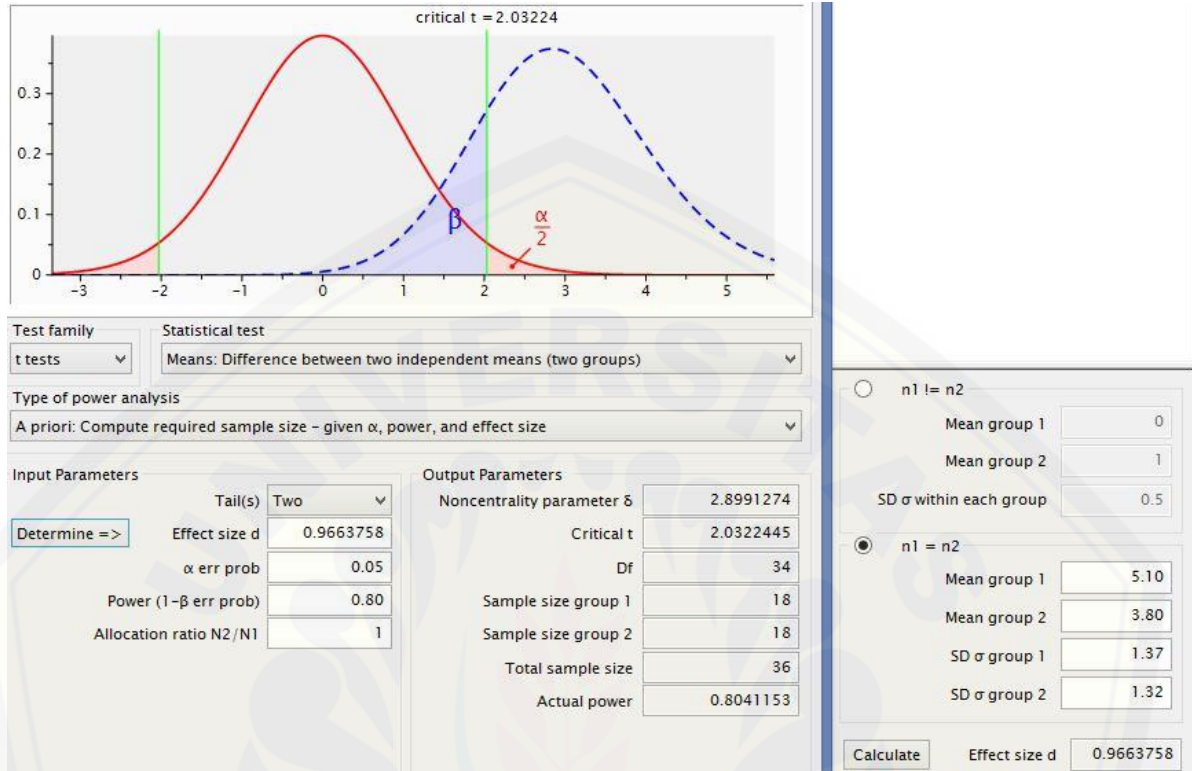 critical t = 2.03224
0.3
0.2
0.1
0
β
α
2
-3 -2 -1 0 1 2 3 4 5
Test family Statistical test
t tests Means: Difference between two independent means (two groups)
Type of power analysis
A priori: Compute required sample size – given α, power, and effect size
Input Parameters Output Parameters
Tail(s) Two Noncentrality parameter δ 2.8991274
Determine => Effect size d 0.9663758 Critical t 2.0322445
α err prob 0.05 Df 34
Power (1-β err prob) 0.80 Sample size group 1 18
Allocation ratio N2/N1 1 Sample size group 2 18
Total sample size 36
Actual power 0.8041153
n1 != n2
Mean group 1 0
Mean group 2 1
SD σ within each group 0.5
n1 = n2
Mean group 1 5.10
Mean group 2 3.80
SD σ group 1 1.37
SD σ group 2 1.32
Calculate Effect size d 0.9663758
UNIVERSITAS